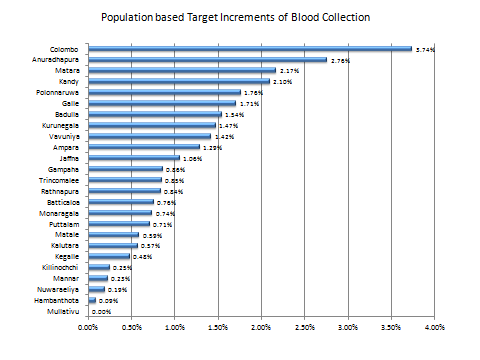 Population based Target Increments of Blood Collection
Colombo 3.74%
Anuradhapura 2.76%
Matara 2.17%
Kandy 2.10%
Polonnaruwa 1.76%
Galle 1.71%
Badulla 1.54%
Kurunegala 1.47%
Vavuniya 1.42%
Ampara 1.29%
Jaffna 1.06%
Gampaha 0.86%
Trincomalee 0.85%
Rathnapura 0.84%
Batticaloa 0.76%
Monaragala 0.74%
Puttalam 0.71%
Matale 0.59%
Kalutara 0.57%
Kegalle 0.48%
Killinochchi 0.25%
Mannar 0.23%
Nuwaraeliya 0.19%
Hambanthota 0.09%
Mullativu 0.00%
0.00% 0.50% 1.00% 1.50% 2.00% 2.50% 3.00% 3.50% 4.00%